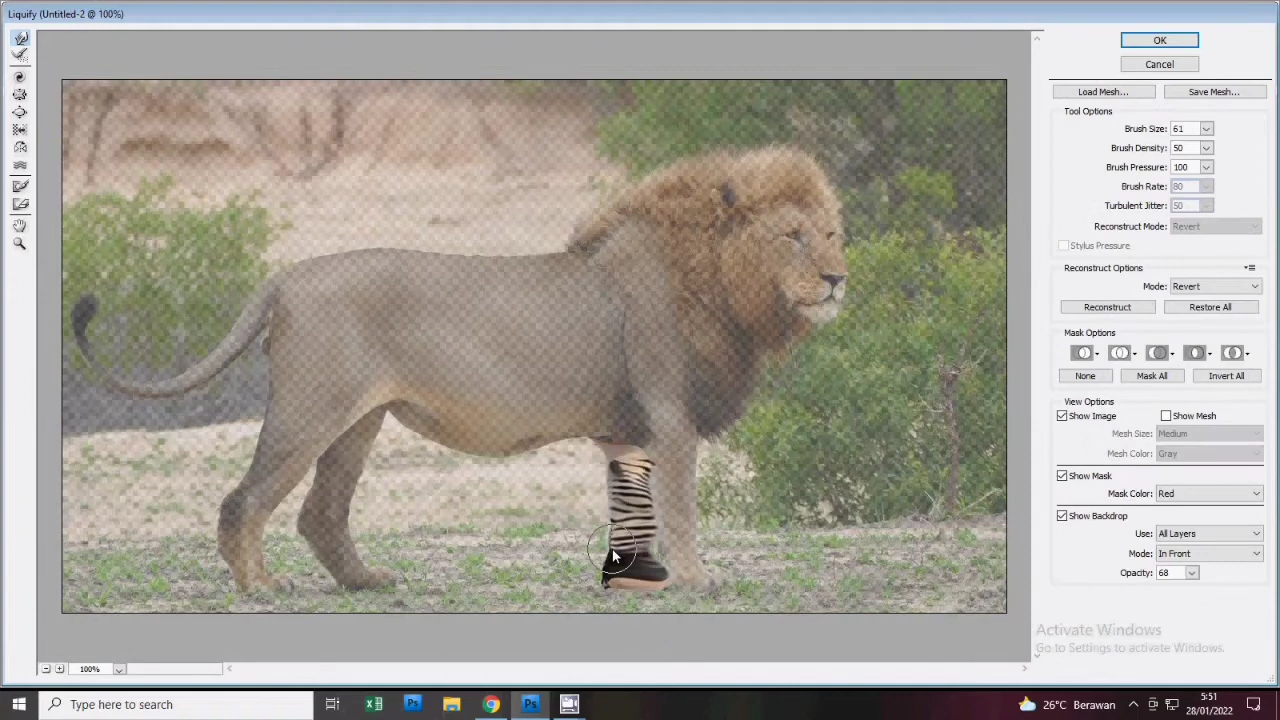 Liquify (Untitled-2 @ 100%)
OK
Cancel
Load Mesh...
Save Mesh...
Tool Options
Brush Size: 61
Brush Density: 50
Brush Pressure: 100
Brush Rate: 80
Turbulent Jitter: 50
Reconstruct Mode: Revert
Stylus Pressure
Reconstruct Options
Mode: Revert
Reconstruct
Restore All
Mask Options
None
Mask All
Invert All
View Options
Show Image
Show Mesh
Mesh Size: Medium
Mesh Color: Gray
Show Mask
Mask Color: Red
Show Backdrop
Use: All Layers
Mode: In Front
Opacity: 68
Activate Windows
Go to Settings to activate Windows.
100%
Type here to search
Ps
Ps
26°C Berawan
5:51
28/01/2022